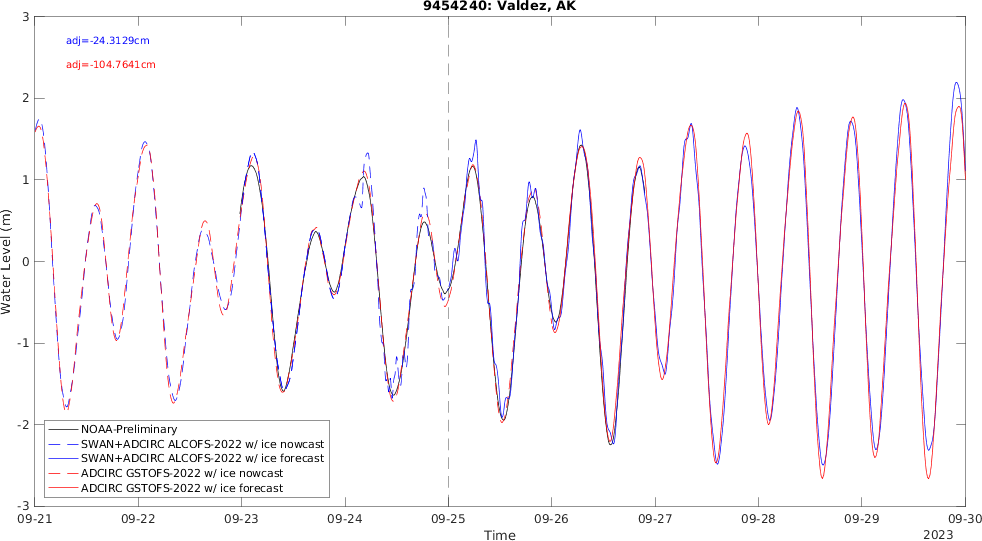 9454240: Valdez, AK
adj=-24.3129cm
adj=-104.7641cm
Water Level (m)
3
2
1
0
-1
-2
-3
NOAA-Preliminary
SWAN+ADCIRC ALCOFS-2022 w/ ice nowcast
SWAN+ADCIRC ALCOFS-2022 w/ ice forecast
ADCIRC GSTOFS-2022 w/ ice nowcast
ADCIRC GSTOFS-2022 w/ ice forecast
09-21 09-22 09-23 09-24 09-25 09-26 09-27 09-28 09-29 09-30
Time
2023